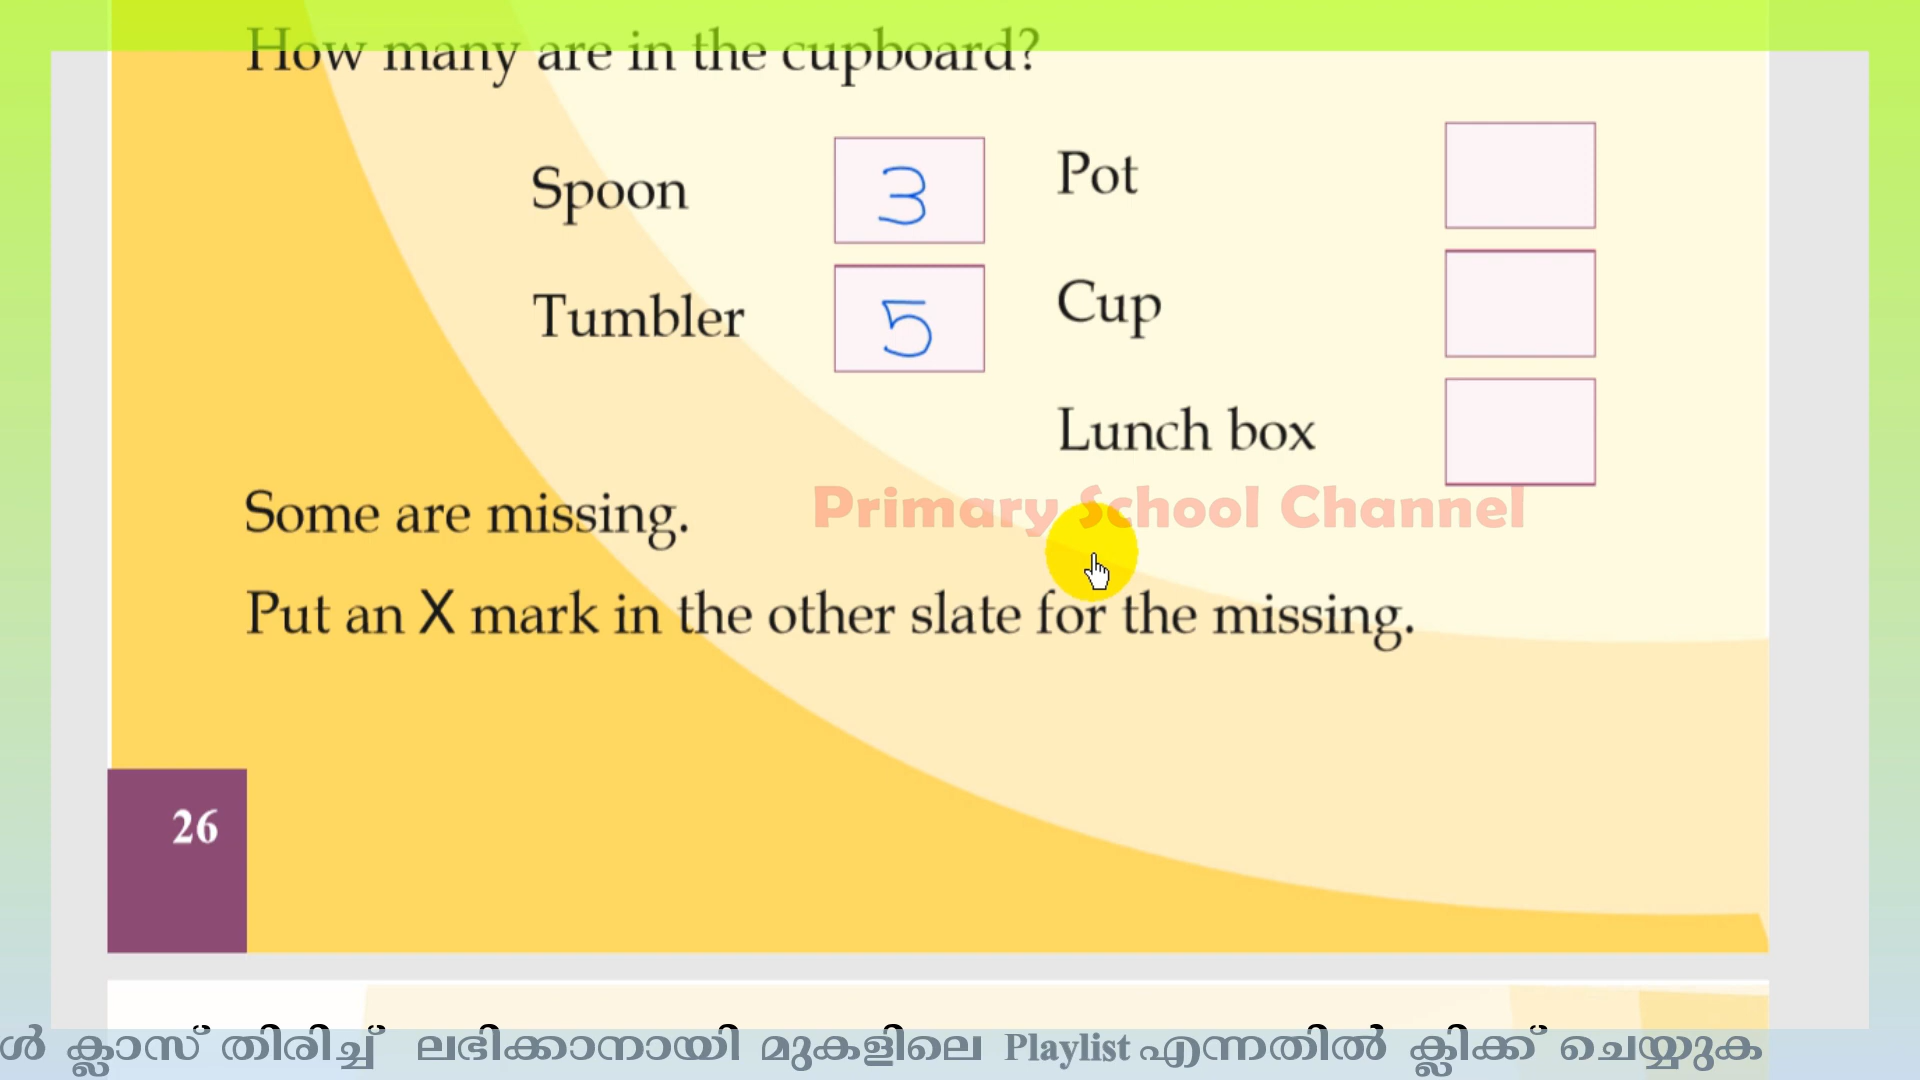 How many are in the cupboard?
Spoon 3 Pot
Tumbler 5 Cup
Lunch box
Primary School Channel
Some are missing.
Put an X mark in the other slate for the missing.
26
ൾ ക്ലാസ് തിരിച്ച് ലഭിക്കാനായി മുകളിലെ Playlist എന്നതിൽ ക്ലിക്ക് ചെയ്യുക